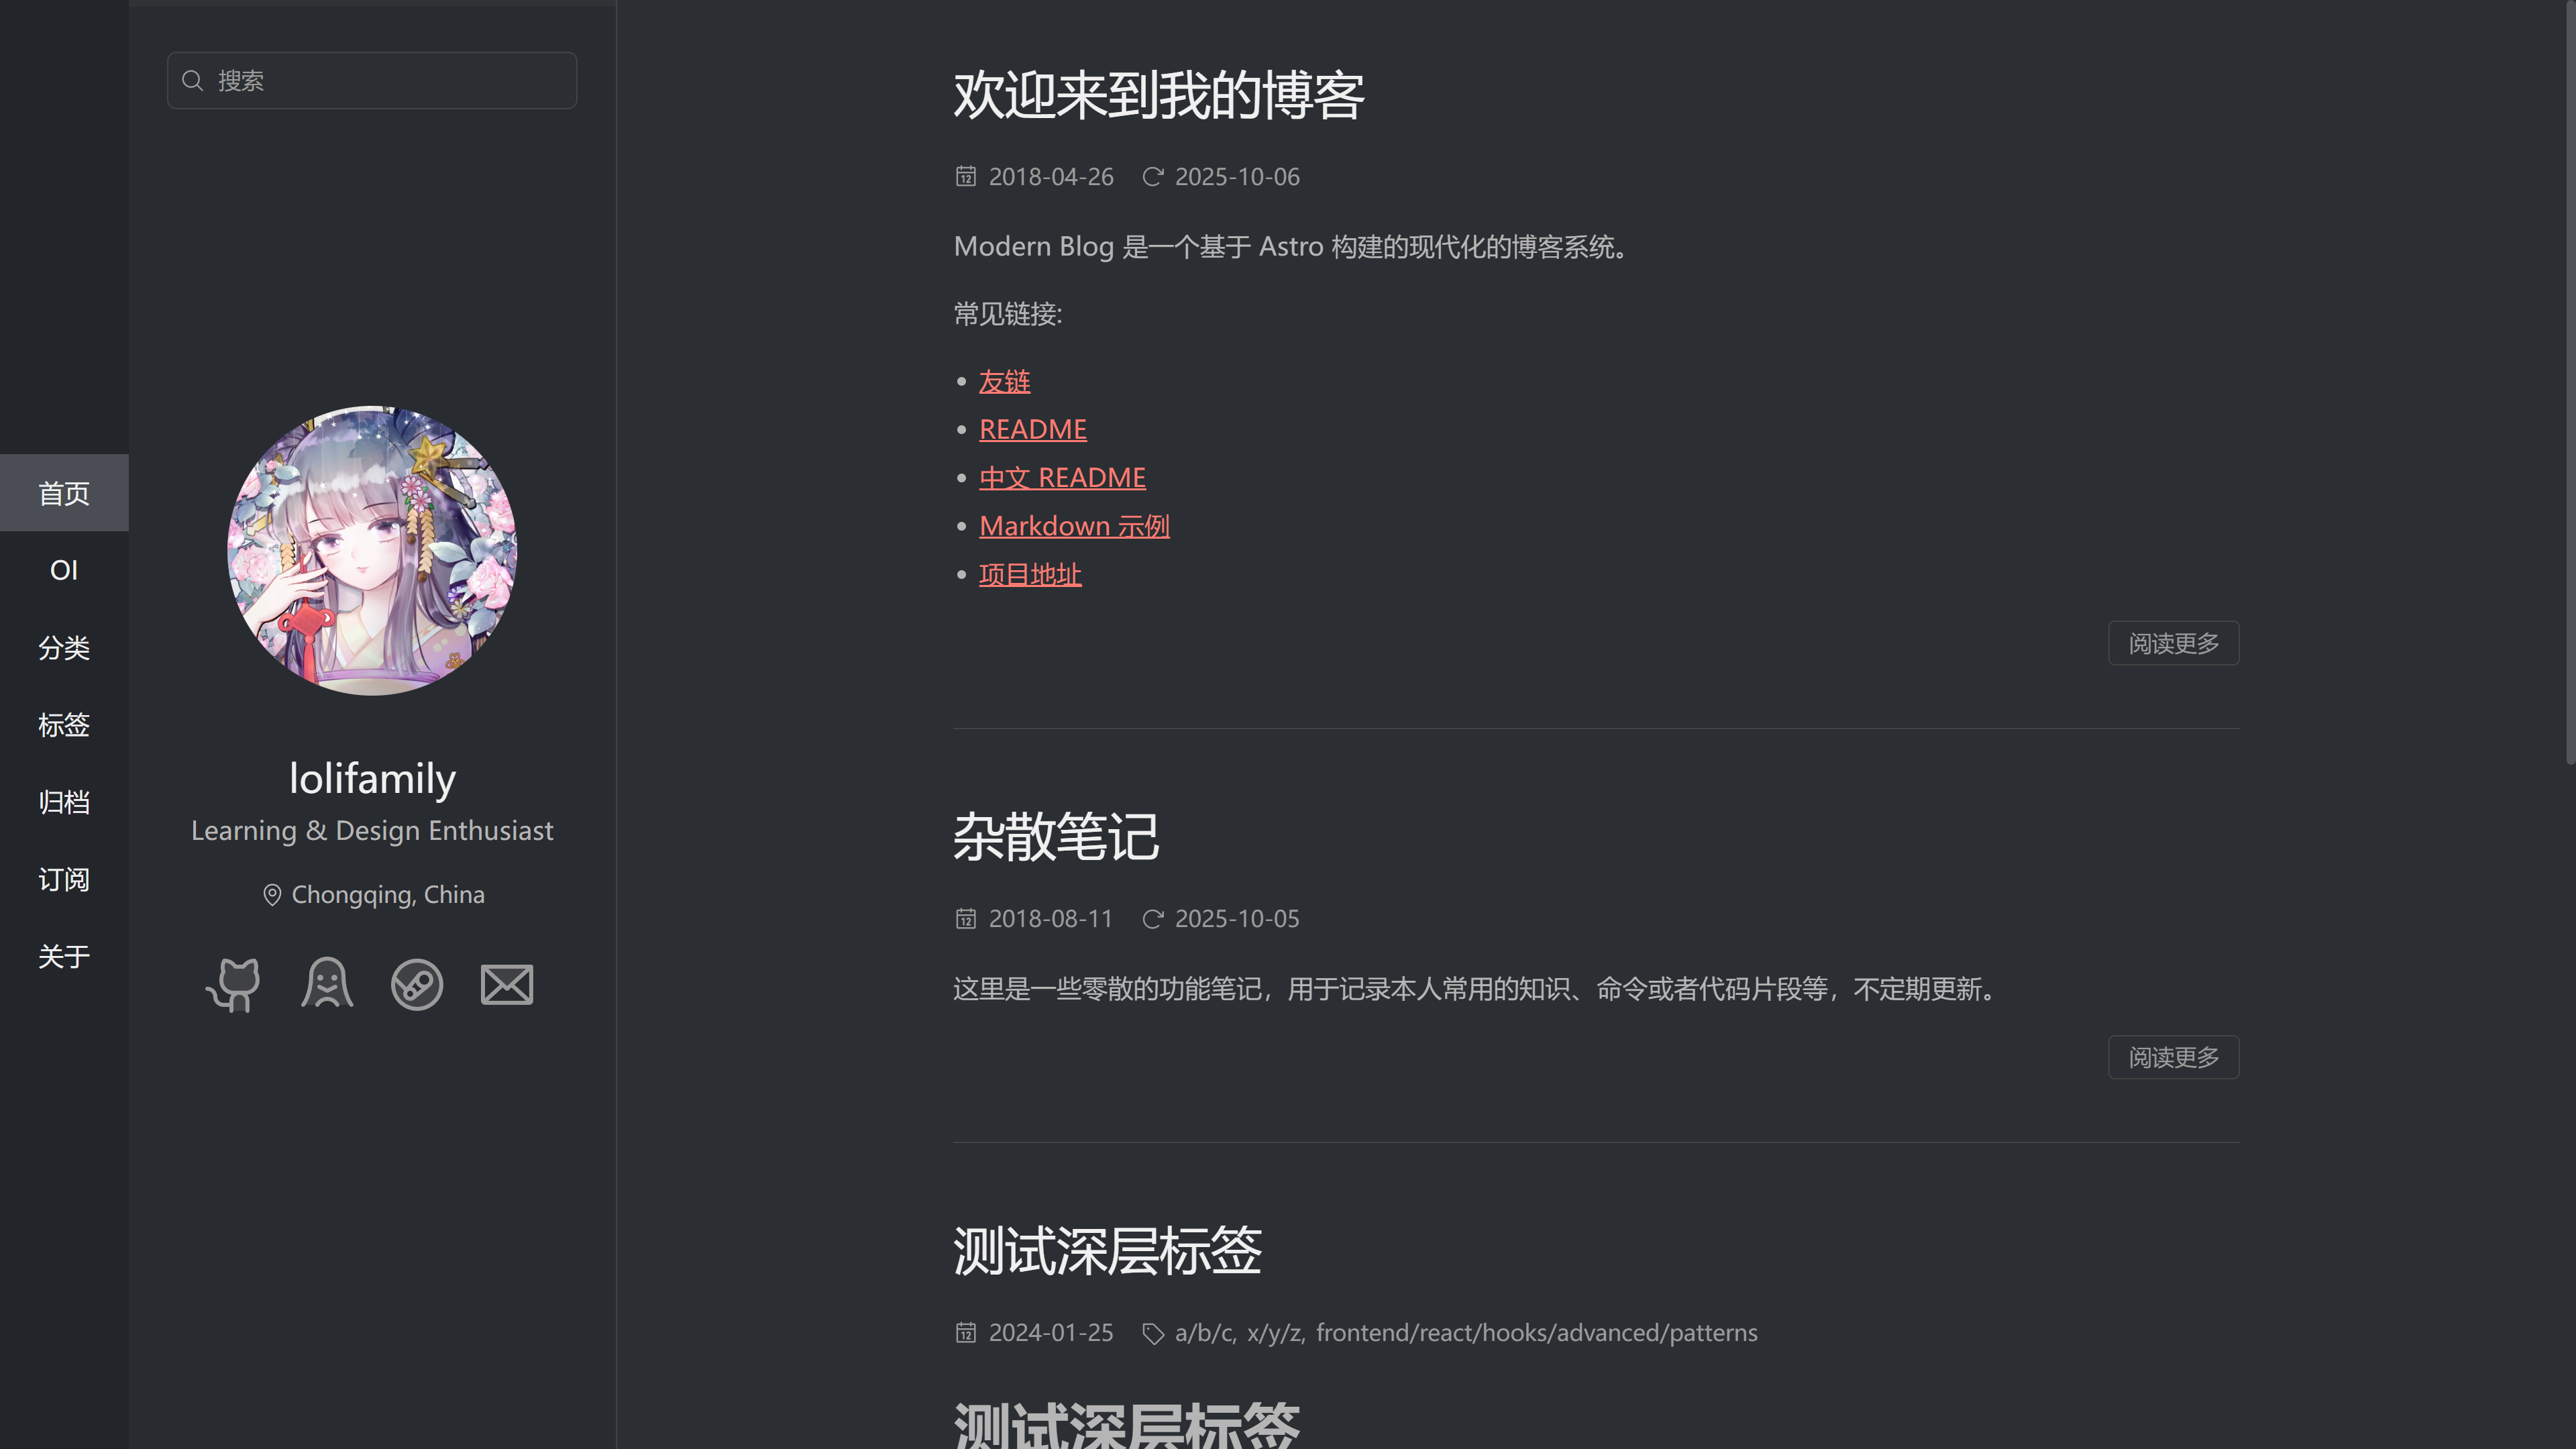 搜索
首页
OI
分类
标签
归档
订阅
关于
lolifamily
Learning & Design Enthusiast
Chongqing, China
欢迎来到我的博客
2018-04-26 2025-10-06
Modern Blog 是一个基于 Astro 构建的现代化的博客系统。
常见链接:
• 友链
• README
• 中文 README
• Markdown 示例
• 项目地址
阅读更多
杂散笔记
2018-08-11 2025-10-05
这里是一些零散的功能笔记，用于记录本人常用的知识、命令或者代码片段等，不定期更新。
阅读更多
测试深层标签
2024-01-25 a/b/c, x/y/z, frontend/react/hooks/advanced/patterns
测试深层标签